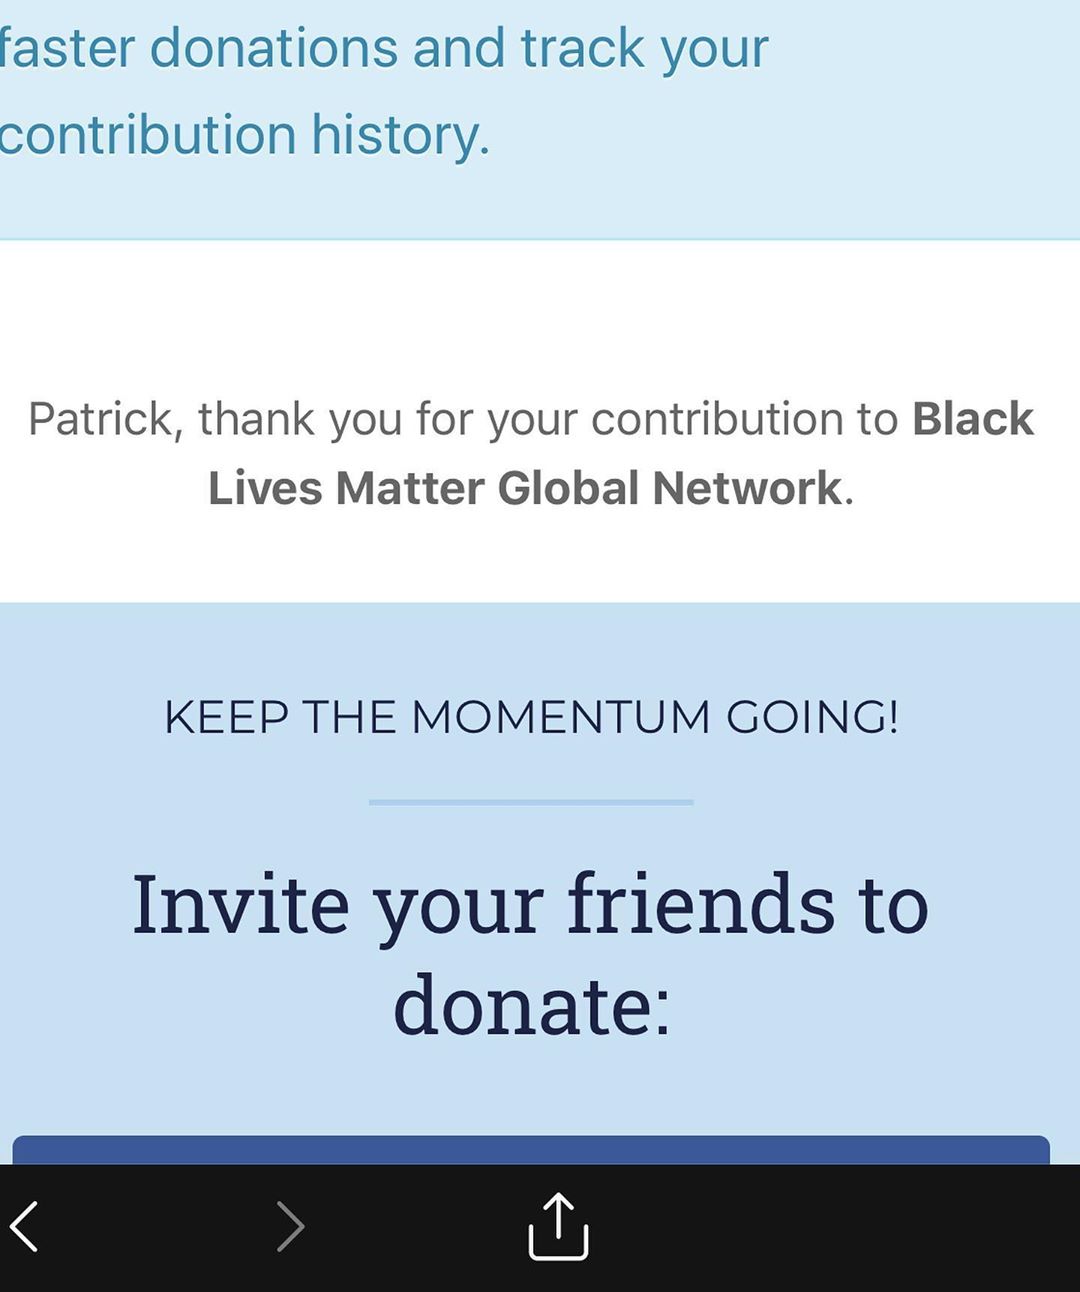 faster donations and track your
contribution history.
Patrick, thank you for your contribution to Black
Lives Matter Global Network.
KEEP THE MOMENTUM GOING!
Invite your friends to
donate: